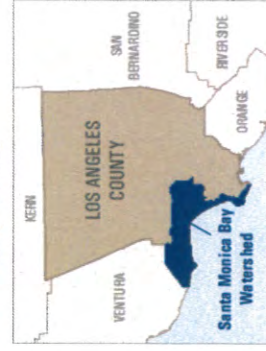 KERN
LOS ANGELES
COUNTY
SAN
BERNARDINO
VENTURA
RIVERSIDE
ORANGE
Santa Monica Bay
Watershed